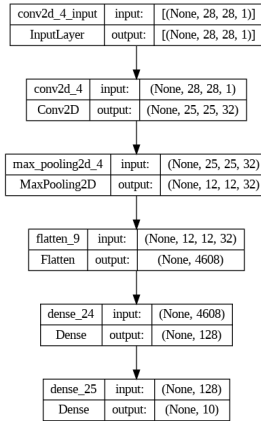 conv2d_4_input input: [(None, 28, 28, 1)]
InputLayer output: [(None, 28, 28, 1)]
conv2d_4 input: (None, 28, 28, 1)
Conv2D output: (None, 25, 25, 32)
max_pooling2d_4 input: (None, 25, 25, 32)
MaxPooling2D output: (None, 12, 12, 32)
flatten_9 input: (None, 12, 12, 32)
Flatten output: (None, 4608)
dense_24 input: (None, 4608)
Dense output: (None, 128)
dense_25 input: (None, 128)
Dense output: (None, 10)